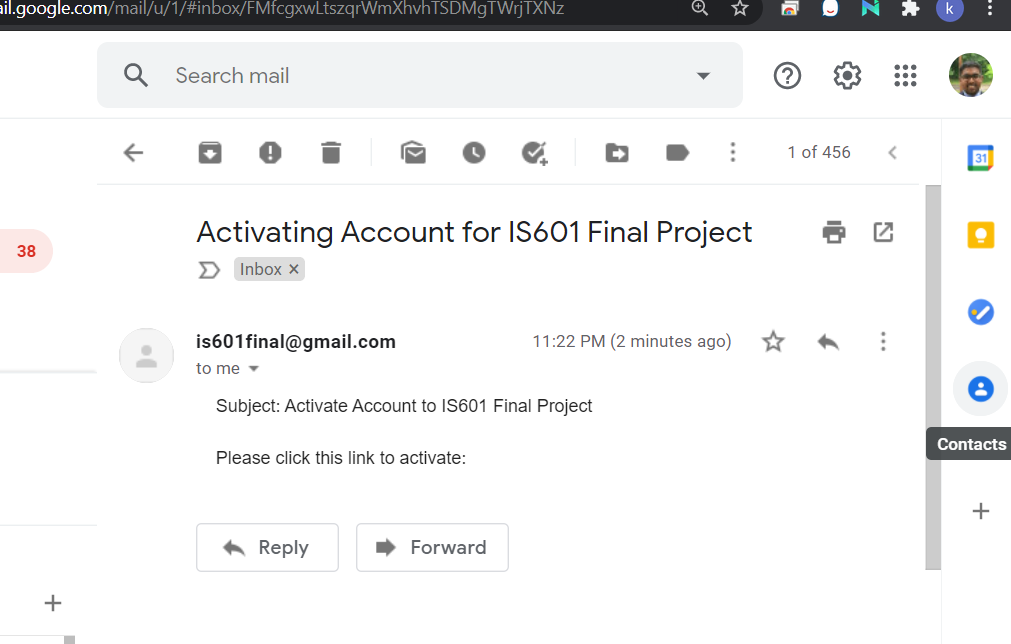 ail.google.com/mail/u/1/#inbox/FMfcgxwLtszqrWmXhvhTSDMgTWrjTXNz
k
Search mail
1 of 456
31
38
Activating Account for IS601 Final Project
Inbox ×
is601final@gmail.com
11:22 PM (2 minutes ago)
to me
Subject: Activate Account to IS601 Final Project
Please click this link to activate:
Contacts
Reply
Forward